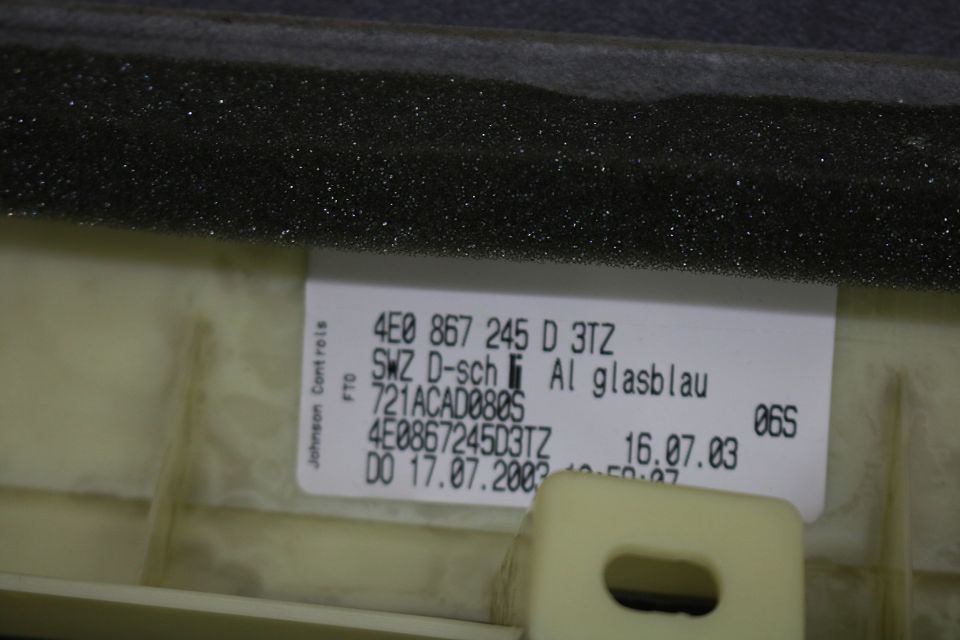 4E0 867 245 D 3TZ
SWZ D-sch li Al glasblau
721ACAD080S
06S
4E0867245D3TZ 16.07.03
DO 17.07.2003
Johnson Controls
FTO